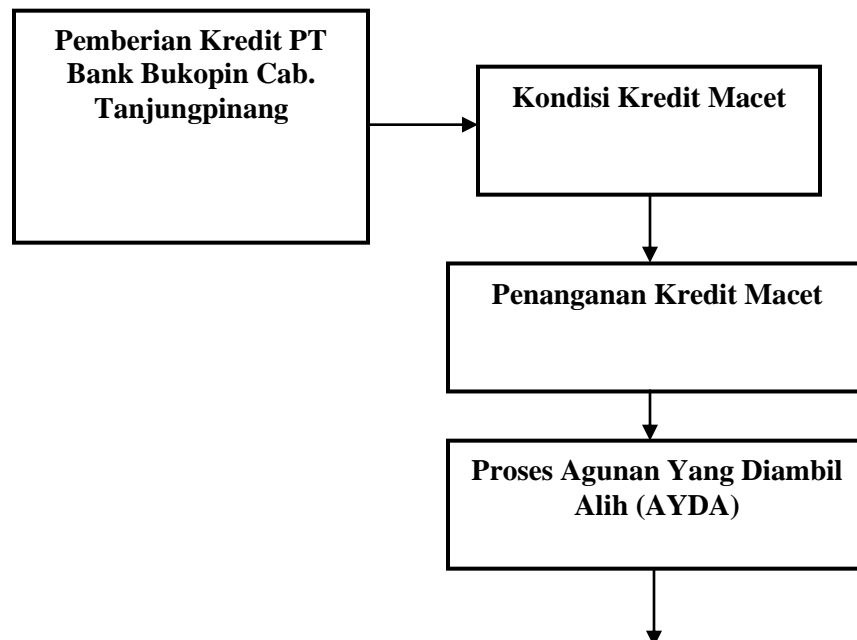 Pemberian Kredit PT
Bank Bukopin Cab.
Tanjungpinang
Kondisi Kredit Macet
Penanganan Kredit Macet
Proses Agunan Yang Diambil
Alih (AYDA)